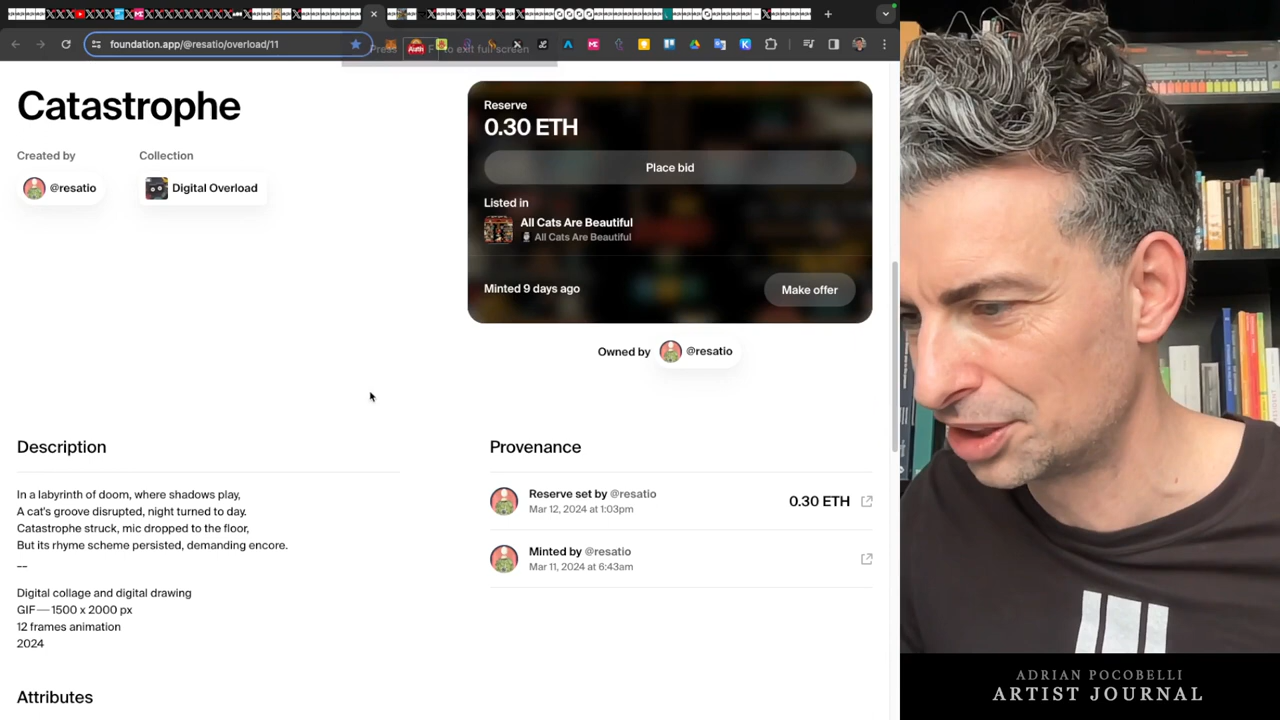 foundation.app/@resatio/overload/11
to exit full screen
Catastrophe
Created by
@resatio
Collection
Digital Overload
Reserve
0.30 ETH
Place bid
Listed in
All Cats Are Beautiful
All Cats Are Beautiful
Minted 9 days ago
Make offer
Owned by
@resatio
Description
In a labyrinth of doom, where shadows play,
A cat's groove disrupted, night turned to day.
Catastrophe struck, mic dropped to the floor,
But its rhyme scheme persisted, demanding encore.
—
Digital collage and digital drawing
GIF — 1500 x 2000 px
12 frames animation
2024
Attributes
Provenance
Reserve set by @resatio
Mar 12, 2024 at 1:03pm
0.30 ETH
Minted by @resatio
Mar 11, 2024 at 6:43am
ADRIAN POCOBELLI
ARTIST JOURNAL